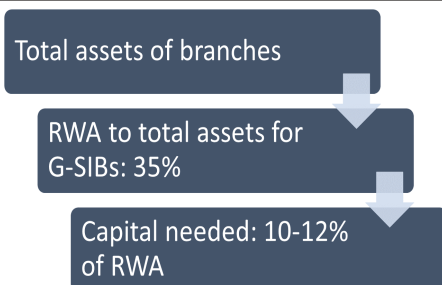 Total assets of branches
RWA to total assets for
G-SIBs: 35%
Capital needed: 10-12%
of RWA